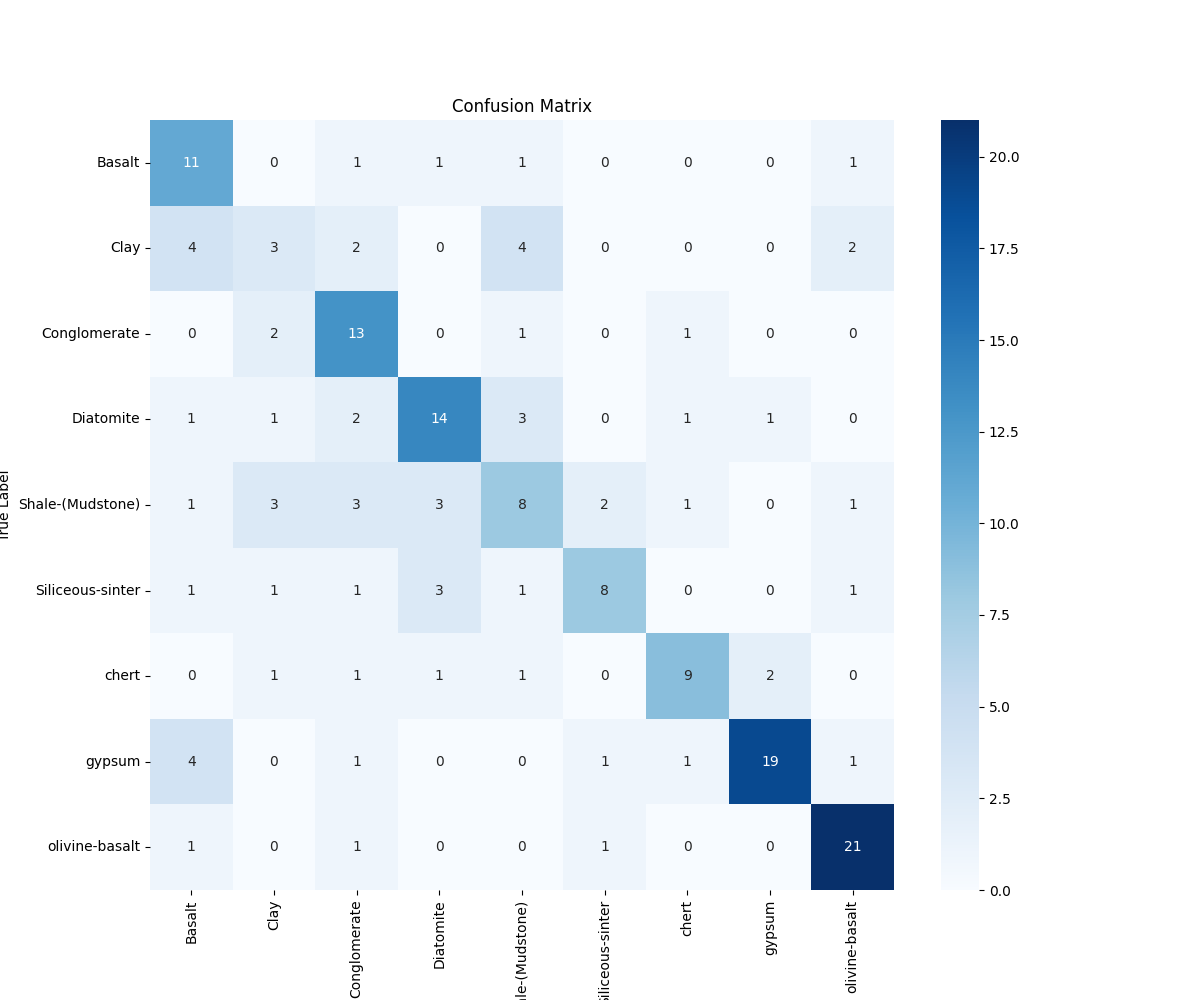 Confusion Matrix
Basalt 11 0 1 1 1 0 0 0 1
Clay 4 3 2 0 4 0 0 0 2
Conglomerate 0 2 13 0 1 0 1 0 0
Diatomite 1 1 2 14 3 0 1 1 0
Shale-(Mudstone) 1 3 3 3 8 2 1 0 1
Siliceous-sinter 1 1 1 3 1 8 0 0 1
chert 0 1 1 1 1 0 9 2 0
gypsum 4 0 1 0 0 1 1 19 1
olivine-basalt 1 0 1 0 0 1 0 0 21
True Label
Basalt
Clay
Conglomerate
Diatomite
ale-(Mudstone)
iliceous-sinter
chert
gypsum
olivine-basalt
20.0
17.5
15.0
12.5
10.0
7.5
5.0
2.5
0.0